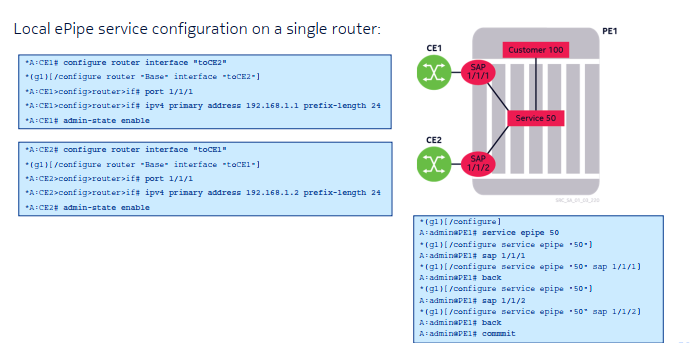 Local ePipe service configuration on a single router:
*A:CE1# configure router interface "toCE2"
*(gl)[/configure router "Base" interface "toCE2"]
*A:CE1>config>router>if# port 1/1/1
*A:CE1>config>router>if# ipv4 primary address 192.168.1.1 prefix-length 24
*A:CE1# admin-state enable
*A:CE2# configure router interface "toCE1"
*(gl)[/configure router "Base" interface "toCE1"]
*A:CE2>config>router>if# port 1/1/1
*A:CE2>config>router>if# ipv4 primary address 192.168.1.2 prefix-length 24
*A:CE2# admin-state enable
PE1
CE1
Customer 100
SAP
1/1/1
Service 50
CE2
SAP
1/1/2
*(gl)[/configure]
A:admin@PE1# service epipe 50
*(gl)[/configure service epipe "50"]
A:admin@PE1# sap 1/1/1
*(gl)[/configure service epipe "50" sap 1/1/1]
A:admin@PE1# back
*(gl)[/configure service epipe "50"]
A:admin@PE1# sap 1/1/2
*(gl)[/configure service epipe "50" sap 1/1/2]
A:admin@PE1# back
A:admin@PE1# commmit